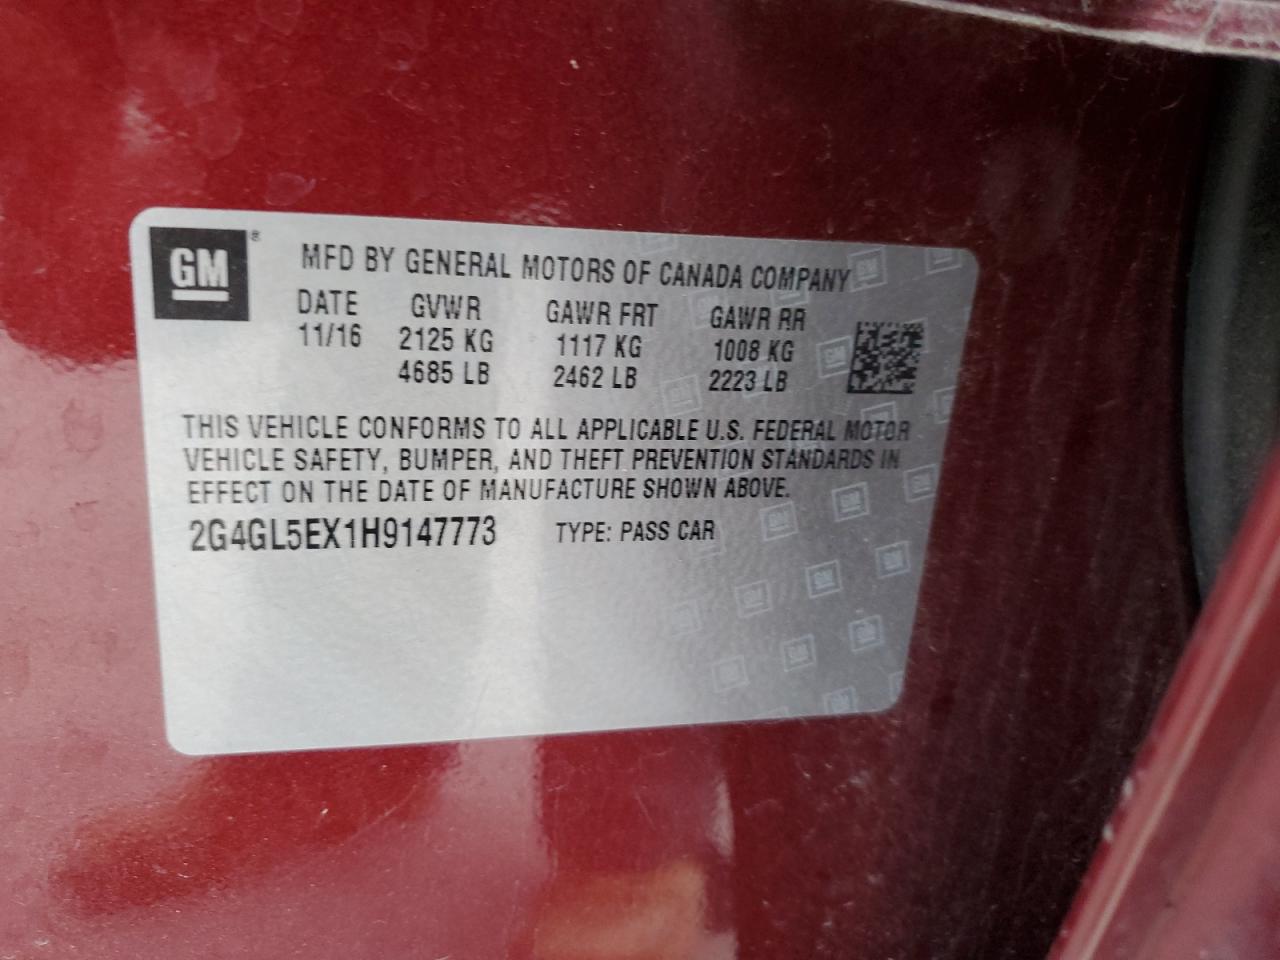 GM®
MFD BY GENERAL MOTORS OF CANADA COMPANY
DATE GVWR GAWR FRT GAWR RR
11/16 2125 KG 1117 KG 1008 KG
4685 LB 2462 LB 2223 LB
THIS VEHICLE CONFORMS TO ALL APPLICABLE U.S. FEDERAL MOTOR
VEHICLE SAFETY, BUMPER, AND THEFT PREVENTION STANDARDS IN
EFFECT ON THE DATE OF MANUFACTURE SHOWN ABOVE.
2G4GL5EX1H9147773 TYPE: PASS CAR